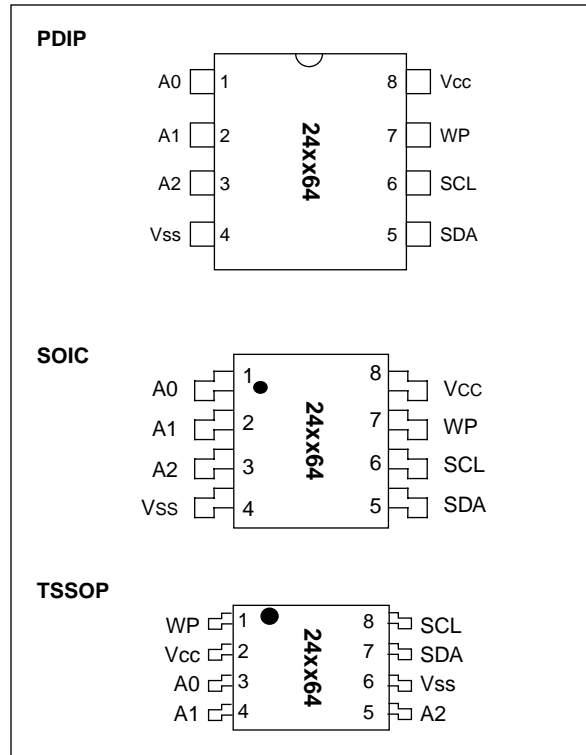 PDIP
A0 1 8 Vcc
A1 2 7 WP
A2 3 6 SCL
Vss 4 5 SDA
24xx64
SOIC
A0 1 8 VCC
A1 2 7 WP
A2 3 6 SCL
VSS 4 5 SDA
24xx64
TSSOP
WP 1 8 SCL
Vcc 2 7 SDA
A0 3 6 Vss
A1 4 5 A2
24xx64